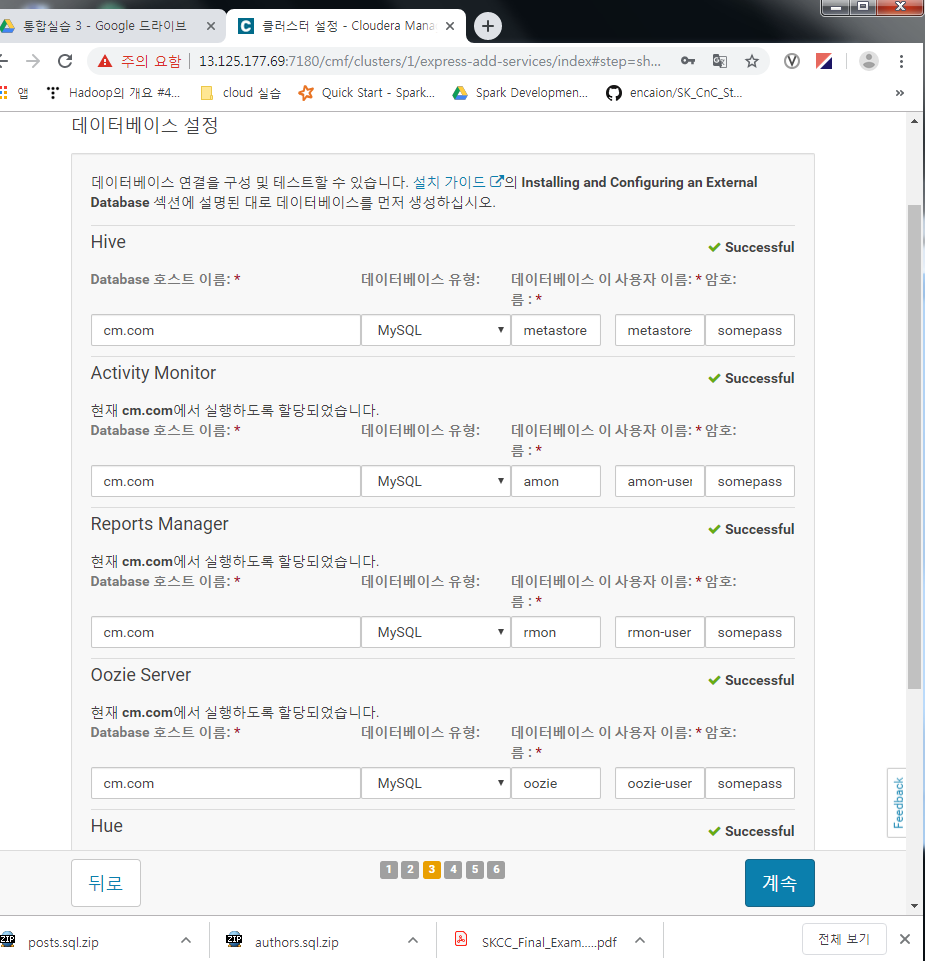 통합실습 3 - Google 드라이브
클러스터 설정 - Cloudera Mana
주의 요함 | 13.125.177.69:7180/cmf/clusters/1/express-add-services/index#step=sh...
앱
Hadoop의 개요 #4...
cloud 실습
Quick Start - Spark...
Spark Developmen...
encaion/SK_CnC_St...
»
데이터베이스 설정
데이터베이스 연결을 구성 및 테스트할 수 있습니다. 설치 가이드의 Installing and Configuring an External
Database 섹션에 설명된 대로 데이터베이스를 먼저 생성하십시오.
Hive
Successful
Database 호스트 이름: * 데이터베이스 유형: 데이터베이스 이 사용자 이름: * 암호:
름 : *
cm.com MySQL metastore metastore- somepass
Activity Monitor
Successful
현재 cm.com에서 실행하도록 할당되었습니다.
Database 호스트 이름: * 데이터베이스 유형: 데이터베이스 이 사용자 이름: * 암호:
름 : *
cm.com MySQL amon amon-user somepass
Reports Manager
Successful
현재 cm.com에서 실행하도록 할당되었습니다.
Database 호스트 이름: * 데이터베이스 유형: 데이터베이스 이 사용자 이름: * 암호:
름 : *
cm.com MySQL rmon rmon-user somepass
Oozie Server
Successful
현재 cm.com에서 실행하도록 할당되었습니다.
Database 호스트 이름: * 데이터베이스 유형: 데이터베이스 이 사용자 이름: * 암호:
름 : *
cm.com MySQL oozie oozie-user somepass
Feedback
Hue
Successful
뒤로
1 2 3 4 5 6
계속
ZIP posts.sql.zip
ZIP authors.sql.zip
SKCC_Final_Exam.....pdf
전체 보기